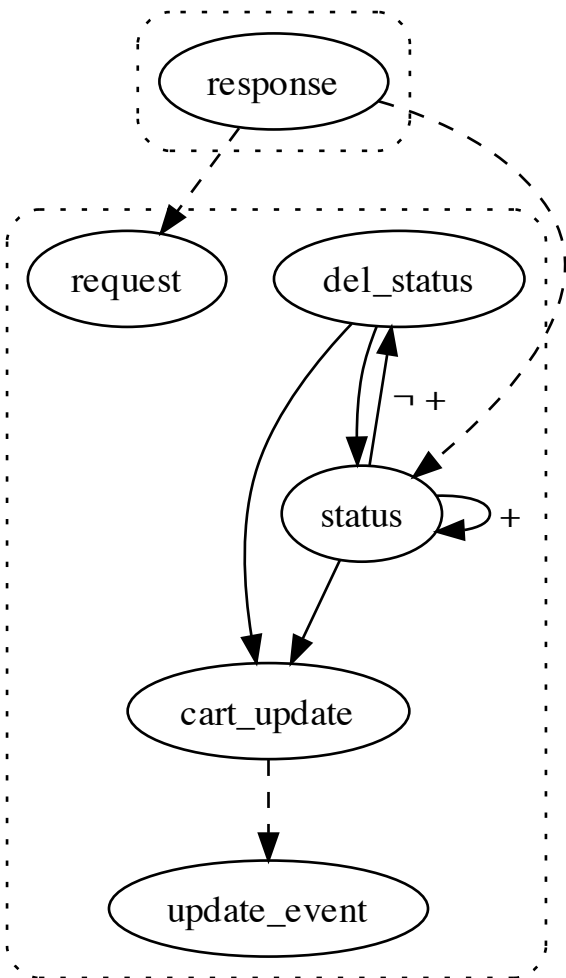 response
request
del_status
¬ +
status
+
cart_update
update_event